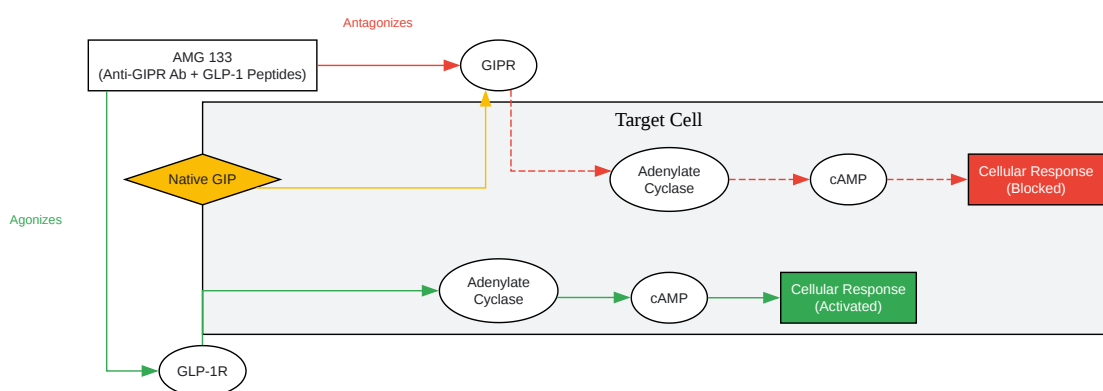 Antagonizes
AMG 133
(Anti-GIPR Ab + GLP-1 Peptides)
GIPR
Target Cell
Native GIP
Adenylate
Cyclase
cAMP
Cellular Response
(Blocked)
Agonizes
Adenylate
Cyclase
cAMP
Cellular Response
(Activated)
GLP-1R